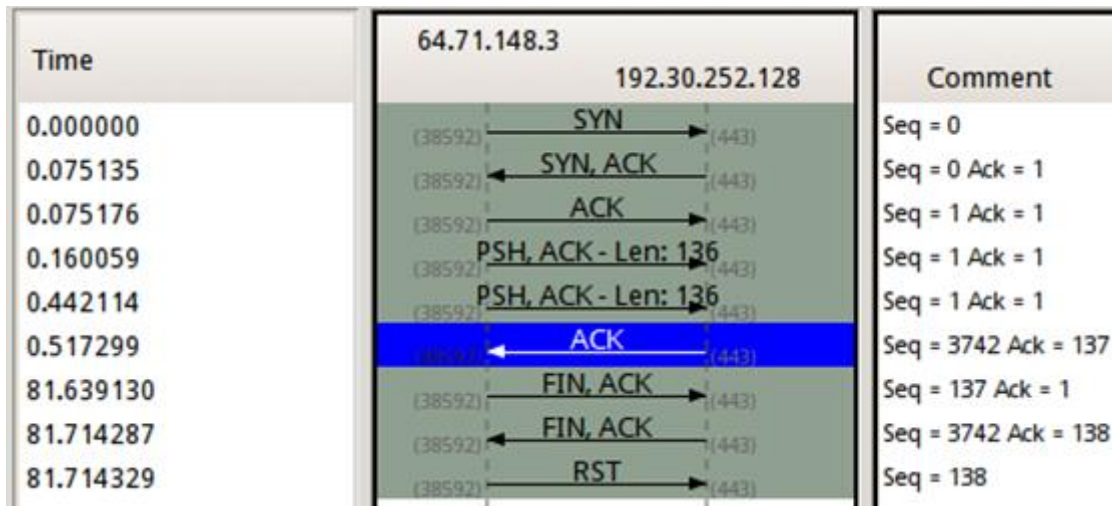 Time
64.71.148.3
192.30.252.128
Comment
0.000000 (38592) SYN (443) Seq = 0
0.075135 (38592) SYN, ACK (443) Seq = 0 Ack = 1
0.075176 (38592) ACK (443) Seq = 1 Ack = 1
0.160059 (38592) PSH, ACK - Len: 136 (443) Seq = 1 Ack = 1
0.442114 (38592) PSH, ACK - Len: 136 (443) Seq = 1 Ack = 1
0.517299 (38592) ACK (443) Seq = 3742 Ack = 137
81.639130 (38592) FIN, ACK (443) Seq = 137 Ack = 1
81.714287 (38592) FIN, ACK (443) Seq = 3742 Ack = 138
81.714329 (38592) RST (443) Seq = 138